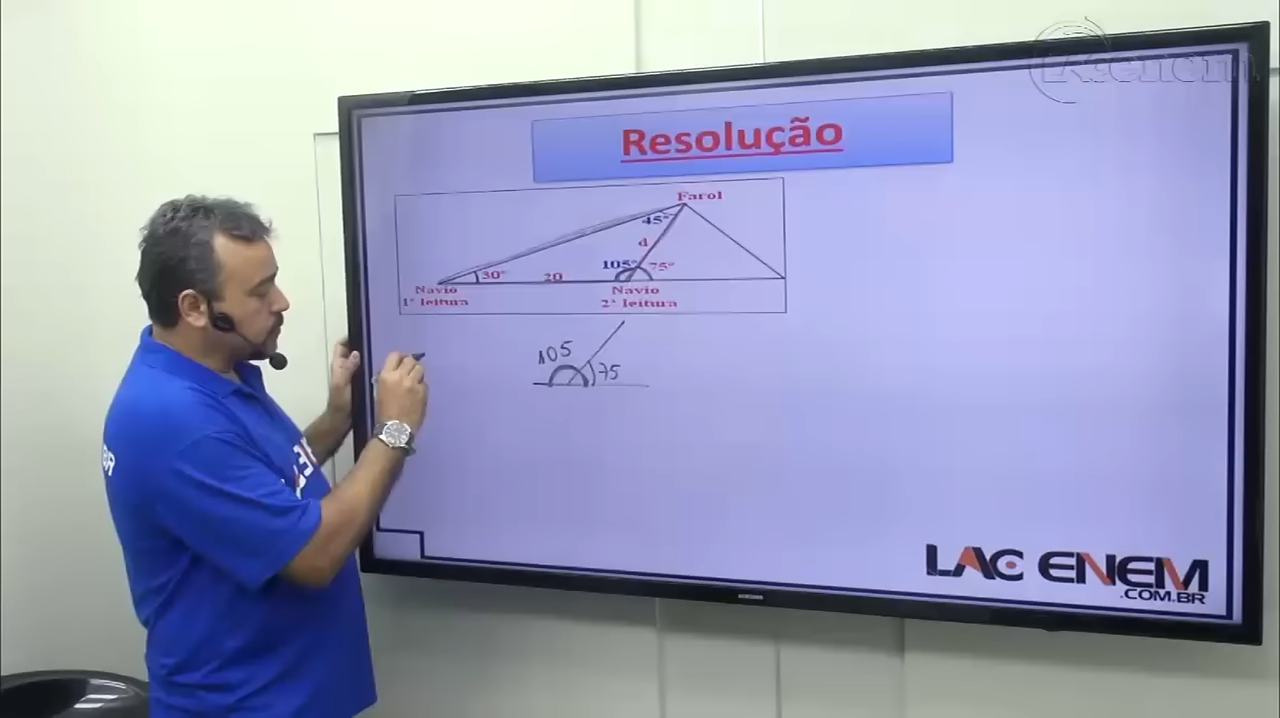 Resolução
Farol
45°
d
105° 75°
30° 20
Navio Navio
1ª leitura 2ª leitura
105
75
LAC ENEM
.COM.BR